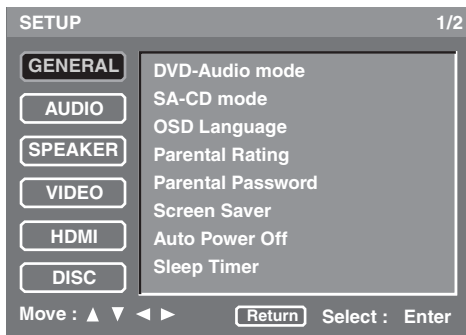 SETUP 1/2
GENERAL
AUDIO
SPEAKER
VIDEO
HDMI
DISC
DVD-Audio mode
SA-CD mode
OSD Language
Parental Rating
Parental Password
Screen Saver
Auto Power Off
Sleep Timer
Move : ▲ ▼ ◄ ► Return Select : Enter